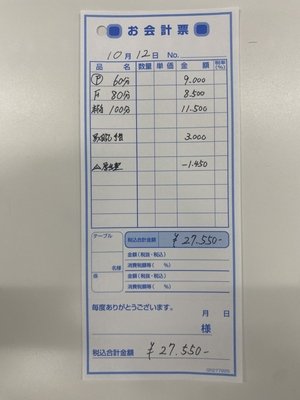 お会計票
10月12日 No.
品名 数量 単価 金額 税率(%)
Ⓟ 60分 9.000
80分 8.500
100分 11.500
3.000
-1.450
テーブル 税込合計金額 ¥27.550-
金額(税抜・税込)
名様 消費税額等( %)
金額(税抜・税込)
係 消費税額等( %)
毎度ありがとうございます。 月 日
様
税込合計金額 ¥27.550-